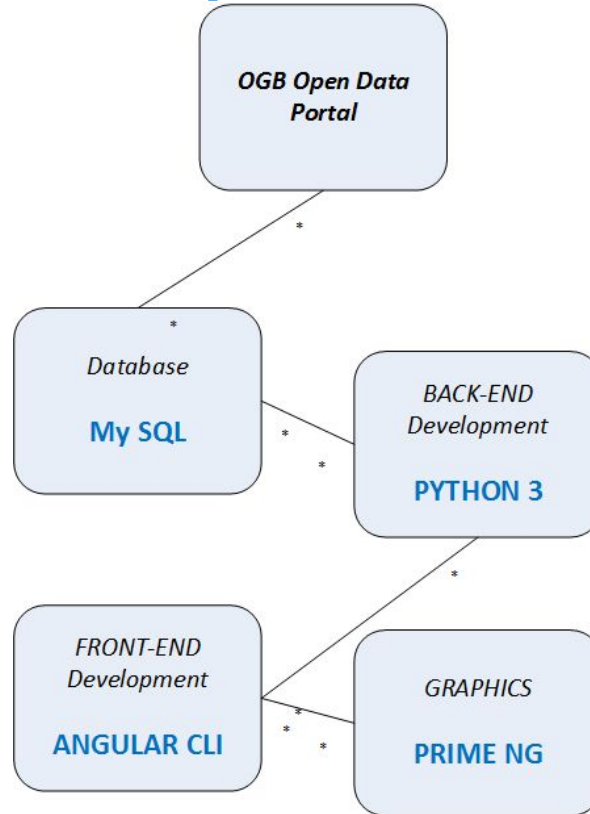 OGB Open Data
Portal
*
*
Database
My SQL
*
*
BACK-END
Development
PYTHON 3
*
FRONT-END
Development
ANGULAR CLI
*
*
*
GRAPHICS
PRIME NG